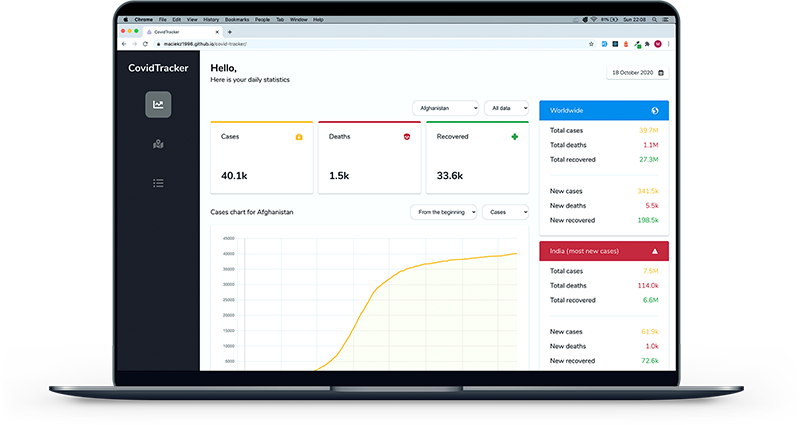 Chrome File Edit View History Bookmarks People Tab Window Help
81% Sun 22:08
CovidTracker
maciekz1996.github.io/covid-tracker/
CovidTracker
Hello,
Here is your daily statistics
18 October 2020
Afghanistan
All data
Cases
40.1k
Deaths
1.5k
Recovered
33.6k
Cases chart for Afghanistan
From the beginning
Cases
45000
40000
35000
30000
25000
20000
15000
10000
5000
Worldwide
Total cases 39.7M
Total deaths 1.1M
Total recovered 27.3M
New cases 341.5k
New deaths 5.5k
New recovered 198.5k
India (most new cases)
Total cases 7.5M
Total deaths 114.0k
Total recovered 6.6M
New cases 61.9k
New deaths 1.0k
New recovered 72.6k